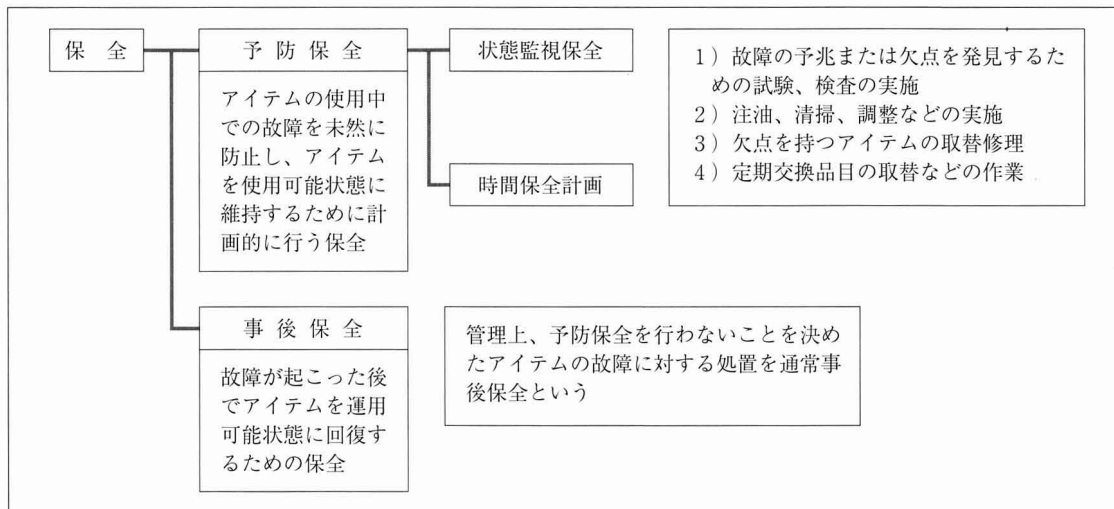 保全
予防保全
アイテムの使用中
での故障を未然に
防止し、アイテム
を使用可能状態に
維持するために計
画的に行う保全
状態監視保全
時間保全計画
1）故障の予兆または欠点を発見するた
めの試験、検査の実施
2）注油、清掃、調整などの実施
3）欠点を持つアイテムの取替修理
4）定期交換品目の取替などの作業
事後保全
故障が起こった後
でアイテムを運用
可能状態に回復す
るための保全
管理上、予防保全を行わないことを決め
たアイテムの故障に対する処置を通常事
後保全という